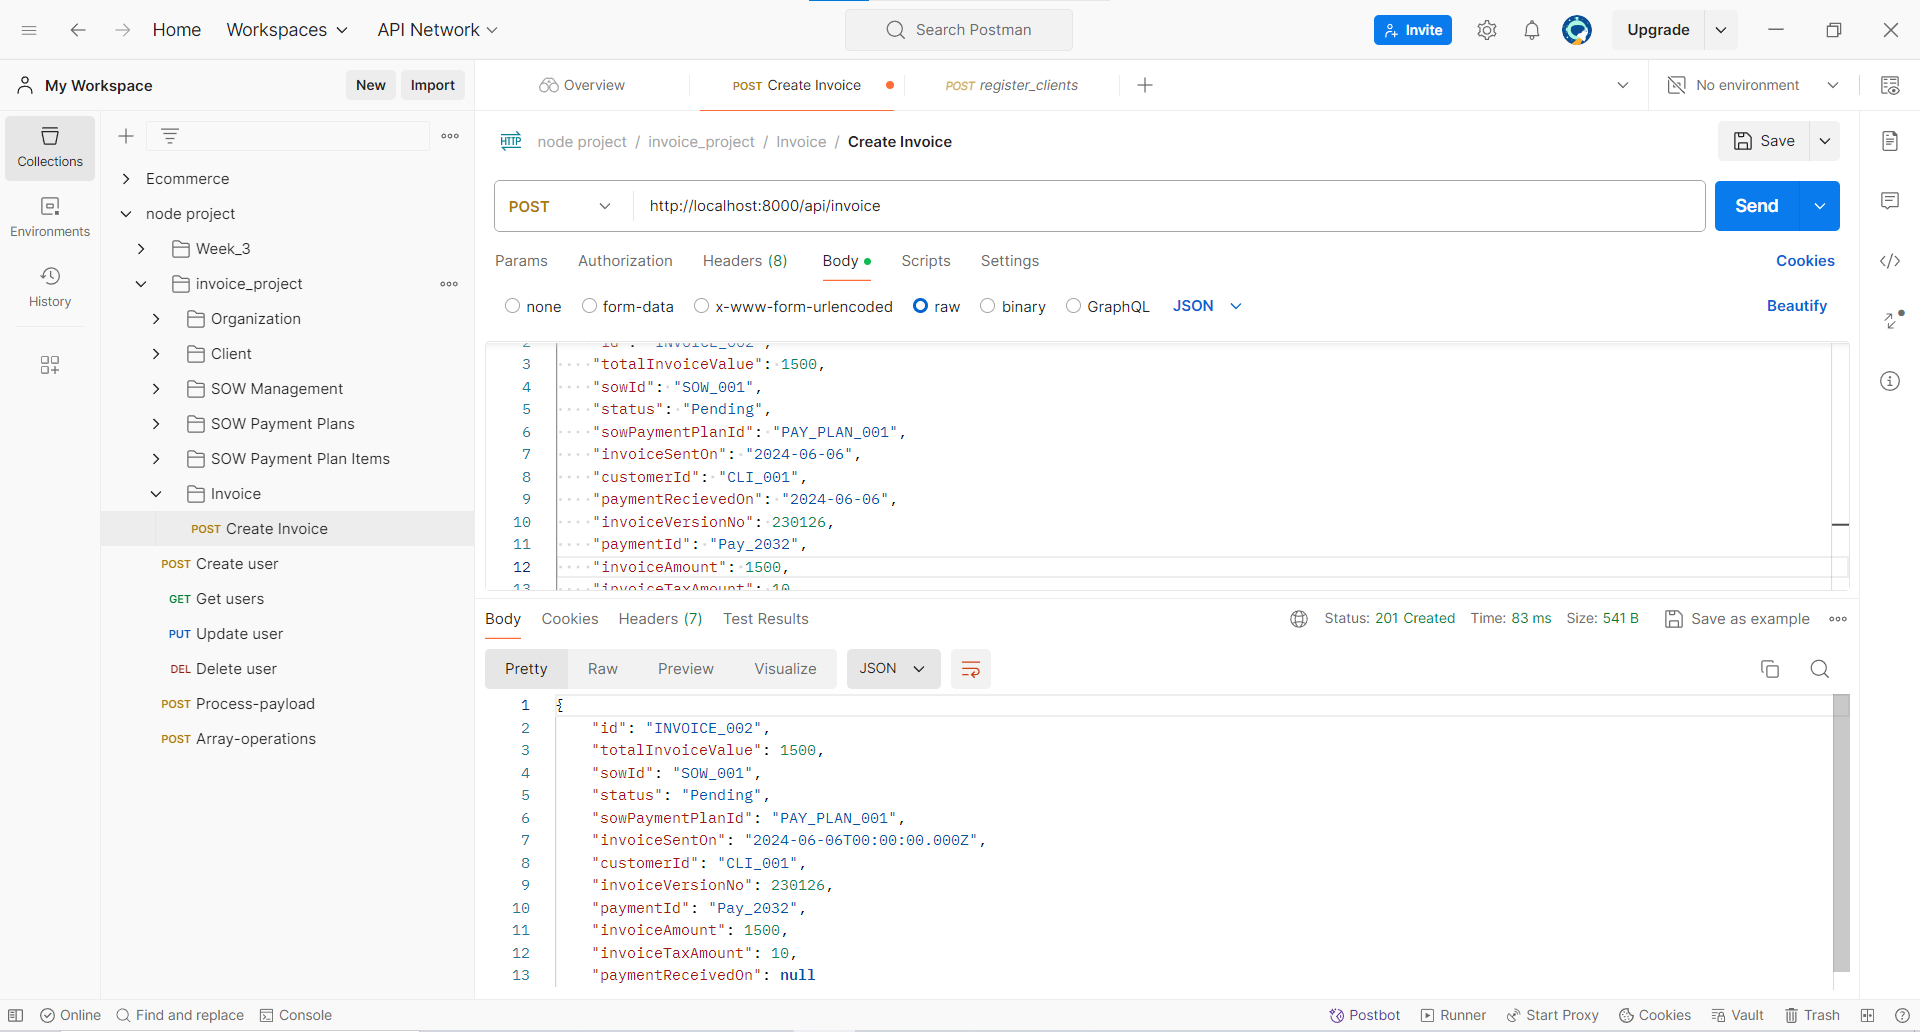 Home Workspaces API Network Search Postman Invite Upgrade
My Workspace New Import Overview POST Create Invoice POST register_clients No environment
Collections
Environments
History
Ecommerce
node project
Week_3
invoice_project
Organization
Client
SOW Management
SOW Payment Plans
SOW Payment Plan Items
Invoice
POST Create Invoice
POST Create user
GET Get users
PUT Update user
DEL Delete user
POST Process-payload
POST Array-operations
HTTP node project / invoice_project / Invoice / Create Invoice Save
POST http://localhost:8000/api/invoice Send
Params Authorization Headers (8) Body Scripts Settings Cookies
none form-data x-www-form-urlencoded raw binary GraphQL JSON Beautify
2 "id": "INVOICE_002",
3 "totalInvoiceValue": 1500,
4 "sowId": "SOW_001",
5 "status": "Pending",
6 "sowPaymentPlanId": "PAY_PLAN_001",
7 "invoiceSentOn": "2024-06-06",
8 "customerId": "CLI_001",
9 "paymentRecievedOn": "2024-06-06",
10 "invoiceVersionNo": 230126,
11 "paymentId": "Pay_2032",
12 "invoiceAmount": 1500,
13 "invoiceTaxAmount": 10
Body Cookies Headers (7) Test Results Status: 201 Created Time: 83 ms Size: 541 B Save as example
Pretty Raw Preview Visualize JSON
1 {
2 "id": "INVOICE_002",
3 "totalInvoiceValue": 1500,
4 "sowId": "SOW_001",
5 "status": "Pending",
6 "sowPaymentPlanId": "PAY_PLAN_001",
7 "invoiceSentOn": "2024-06-06T00:00:00.000Z",
8 "customerId": "CLI_001",
9 "invoiceVersionNo": 230126,
10 "paymentId": "Pay_2032",
11 "invoiceAmount": 1500,
12 "invoiceTaxAmount": 10,
13 "paymentReceivedOn": null
Online Find and replace Console Postbot Runner Start Proxy Cookies Vault Trash